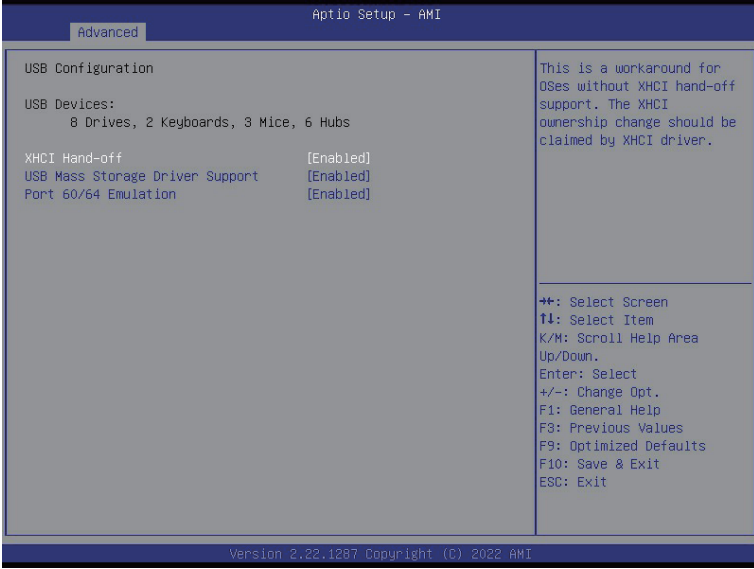 Aptio Setup – AMI
Advanced
USB Configuration
USB Devices:
8 Drives, 2 Keyboards, 3 Mice, 6 Hubs
XHCI Hand-off [Enabled]
USB Mass Storage Driver Support [Enabled]
Port 60/64 Emulation [Enabled]
This is a workaround for
OSes without XHCI hand-off
support. The XHCI
ownership change should be
claimed by XHCI driver.
→←: Select Screen
↑↓: Select Item
K/M: Scroll Help Area
Up/Down.
Enter: Select
+/-: Change Opt.
F1: General Help
F3: Previous Values
F9: Optimized Defaults
F10: Save & Exit
ESC: Exit
Version 2.22.1287 Copyright (C) 2022 AMI